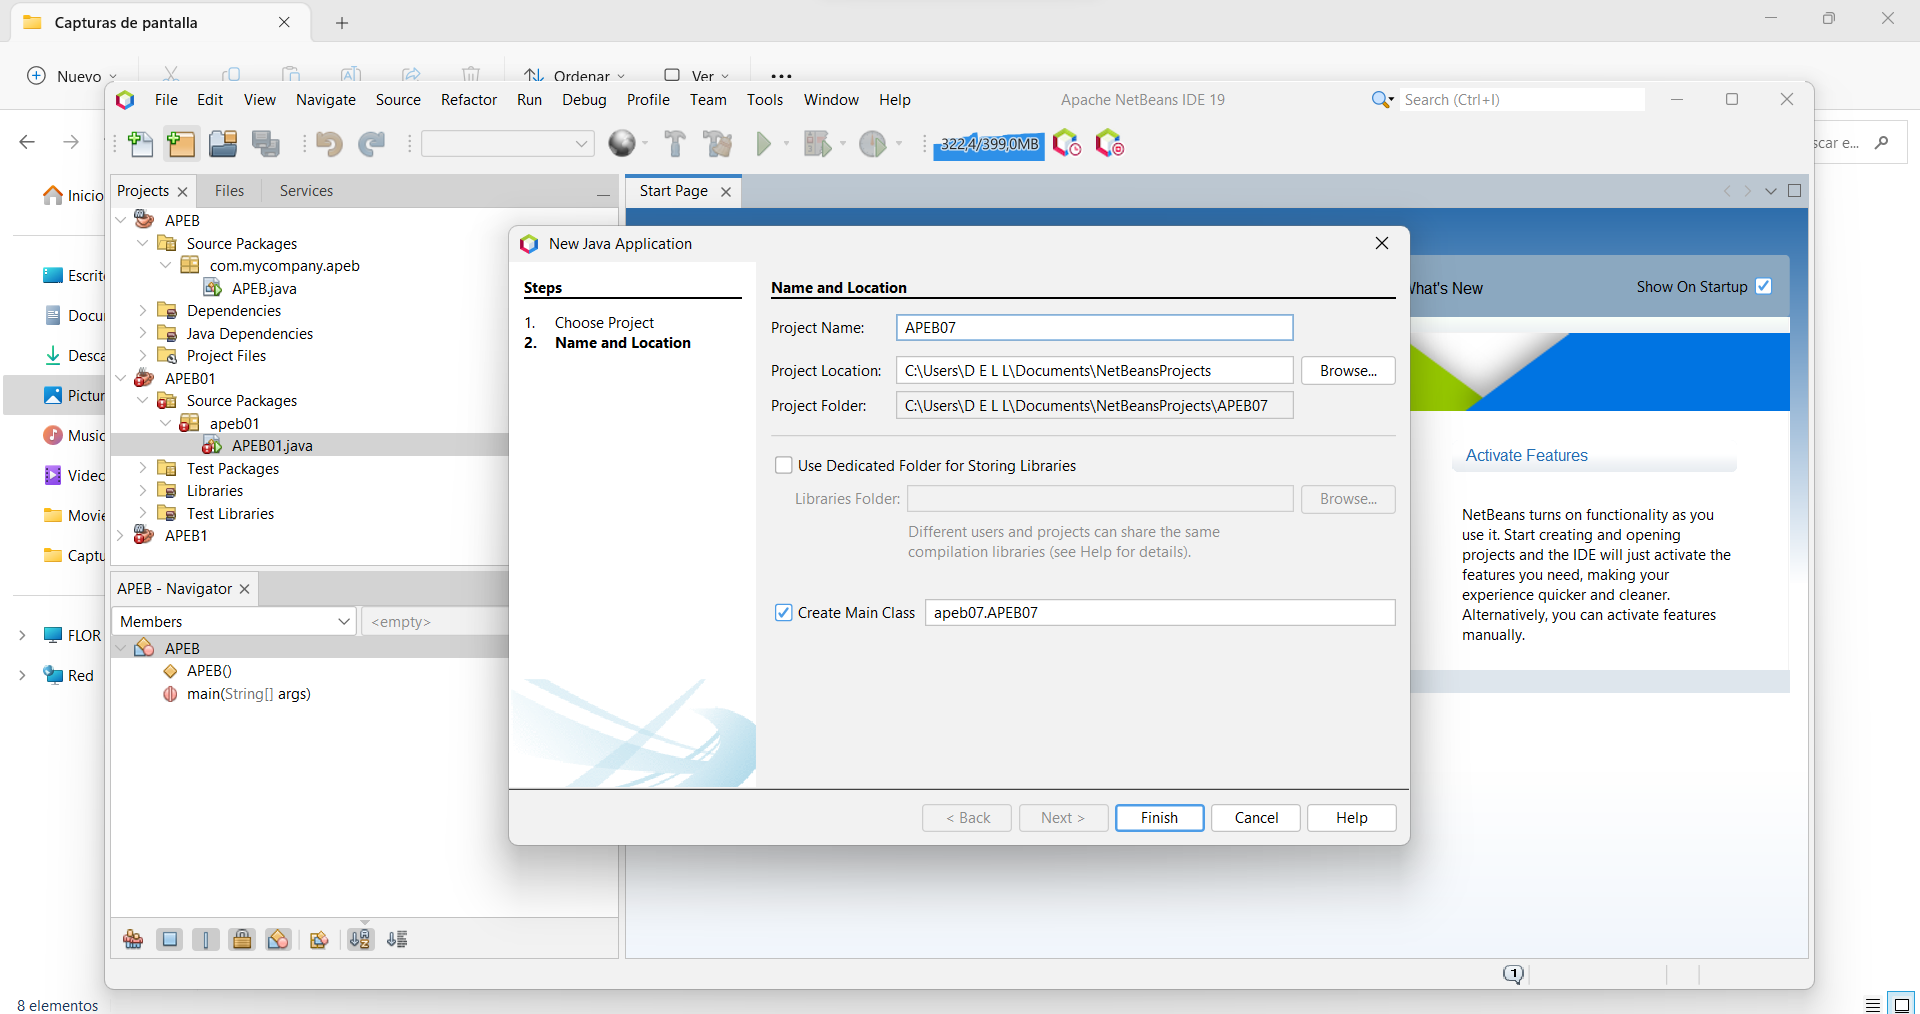 Capturas de pantalla
Nuevo
Ordenar
Ver
File Edit View Navigate Source Refactor Run Debug Profile Team Tools Window Help
Apache NetBeans IDE 19
Search (Ctrl+I)
322,4/399,0MB
scar e...
Inicio
Escrit
Docu
Desca
Pictur
Music
Videc
Movie
Captu
FLOR
Red
8 elementos
Projects
Files
Services
APEB
Source Packages
com.mycompany.apeb
APEB.java
Dependencies
Java Dependencies
Project Files
APEB01
Source Packages
apeb01
APEB01.java
Test Packages
Libraries
Test Libraries
APEB1
APEB - Navigator
Members
<empty>
APEB
APEB()
main(String[] args)
Start Page
What's New
Show On Startup
Activate Features
NetBeans turns on functionality as you
use it. Start creating and opening
projects and the IDE will just activate the
features you need, making your
experience quicker and cleaner.
Alternatively, you can activate features
manually.
New Java Application
Steps
1. Choose Project
2. Name and Location
Name and Location
Project Name: APEB07
Project Location: C:\Users\D E L L\Documents\NetBeansProjects Browse...
Project Folder: C:\Users\D E L L\Documents\NetBeansProjects\APEB07
Use Dedicated Folder for Storing Libraries
Libraries Folder: Browse...
Different users and projects can share the same
compilation libraries (see Help for details).
Create Main Class apeb07.APEB07
< Back Next > Finish Cancel Help
1